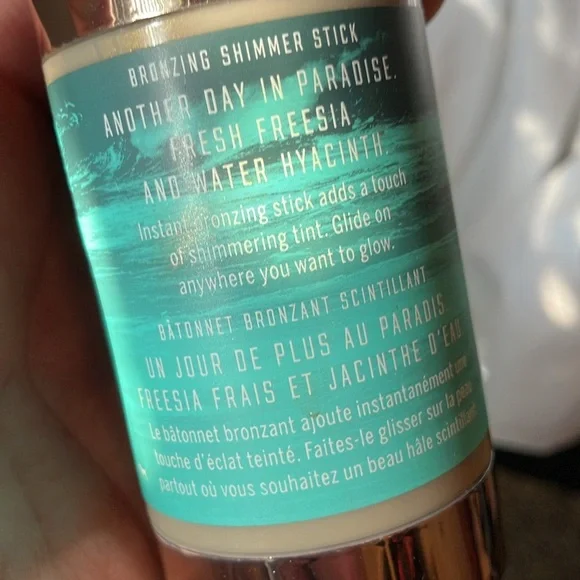 BRONZING SHIMMER STICK
ANOTHER DAY IN PARADISE.
FRESH FREESIA
AND WATER HYACINTH.
Instant bronzing stick adds a touch
of shimmering tint. Glide on
anywhere you want to glow.
BÂTONNET BRONZANT SCINTILLANT
UN JOUR DE PLUS AU PARADIS
FREESIA FRAIS ET JACINTHE D'EAU
Le bâtonnet bronzant ajoute instantanément une
touche d'éclat teinté. Faites-le glisser sur la peau
partout où vous souhaitez un beau hâle scintillant.